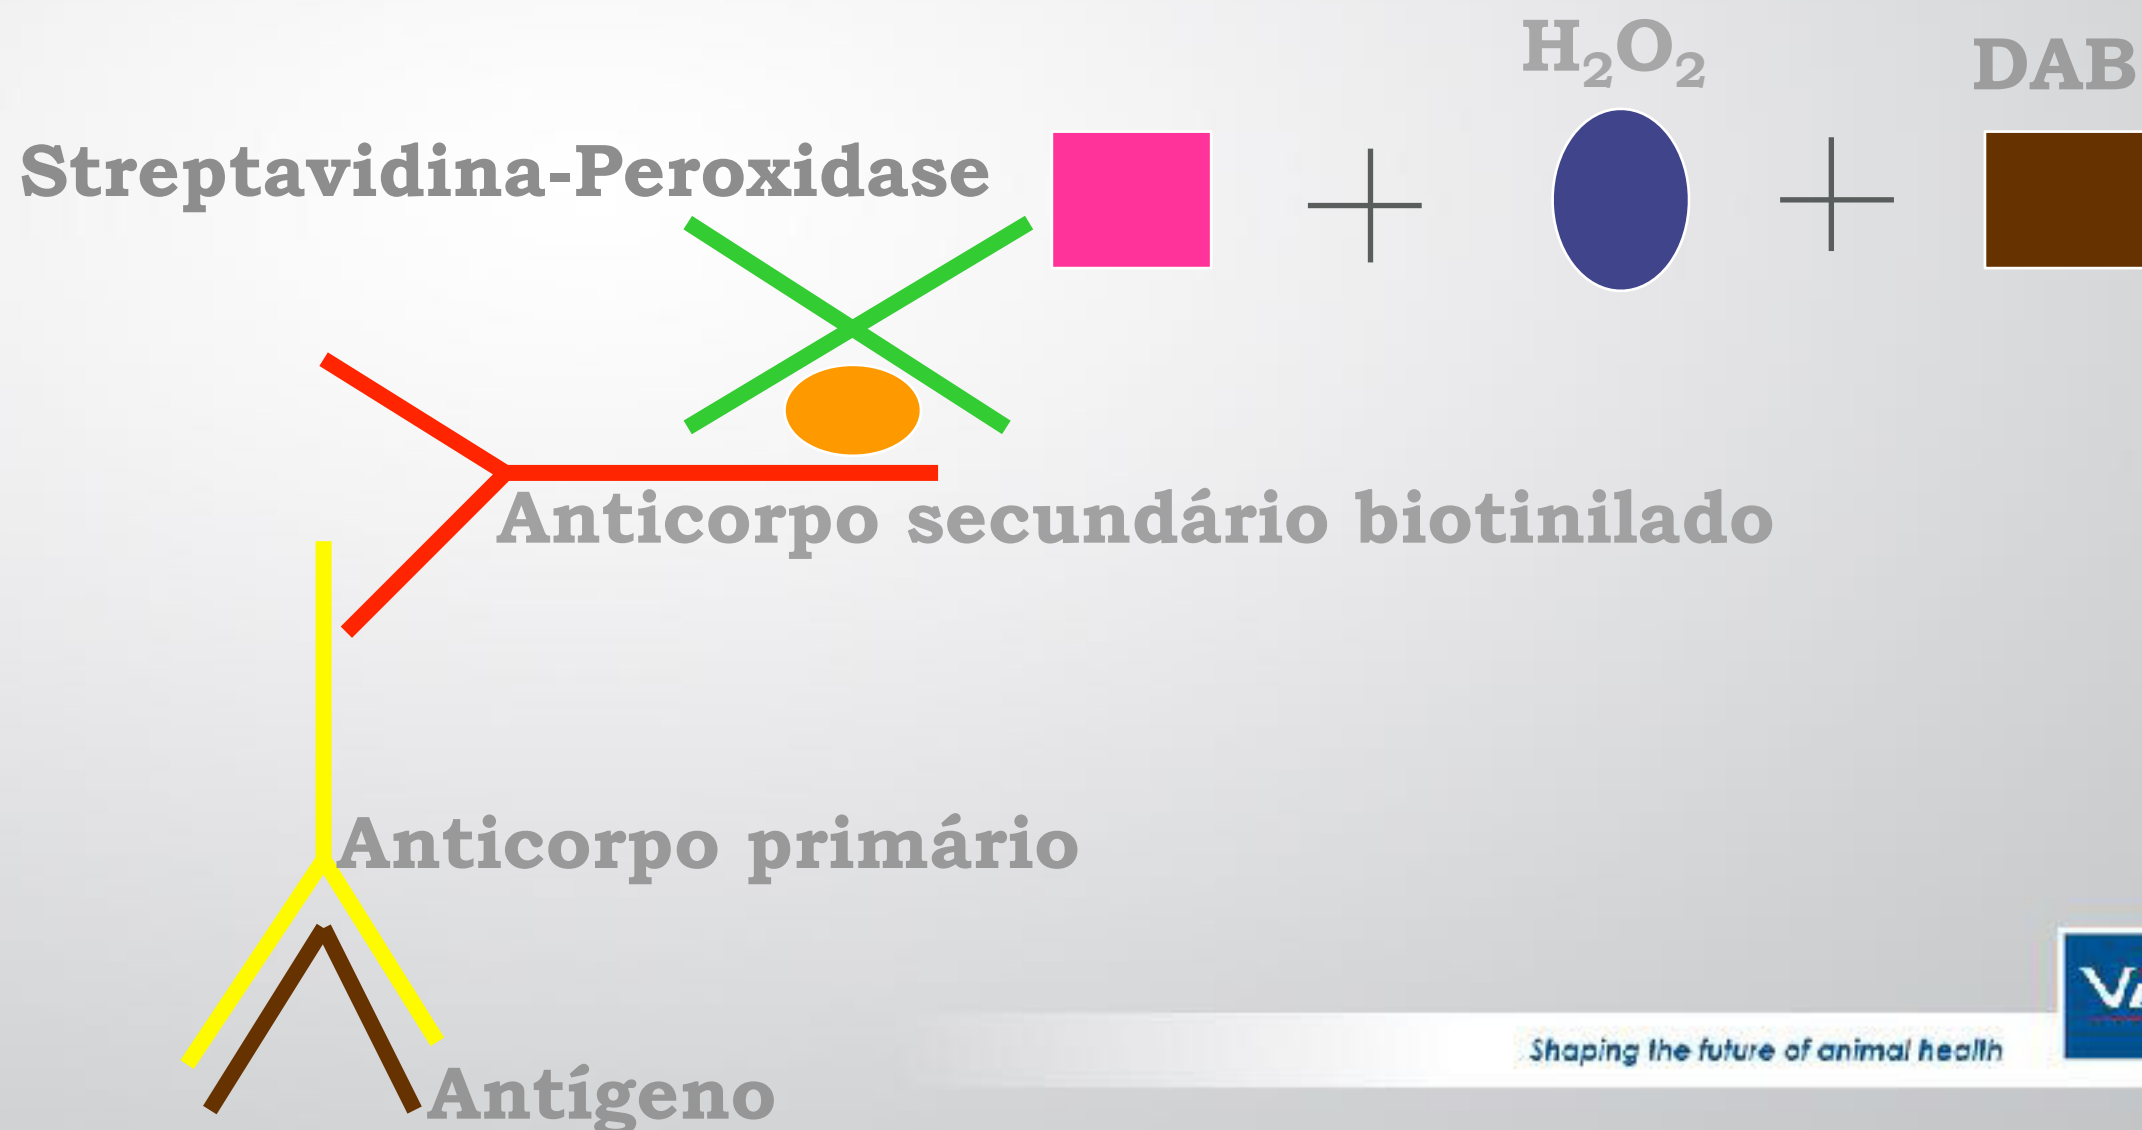 H₂O₂
DAB
Streptavidina-Peroxidase
Anticorpo secundário biotinilado
Anticorpo primário
Antígeno
Shaping the future of animal health